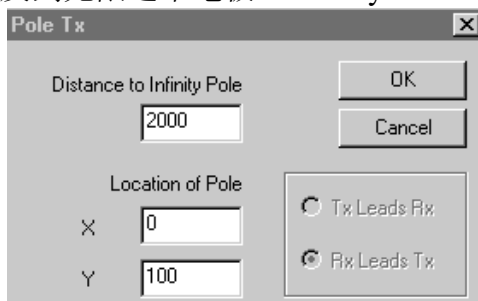 Pole Tx
Distance to Infinity Pole
2000
OK
Cancel
Location of Pole
X 0
Y 100
Tx Leads Rx
Rx Leads Tx